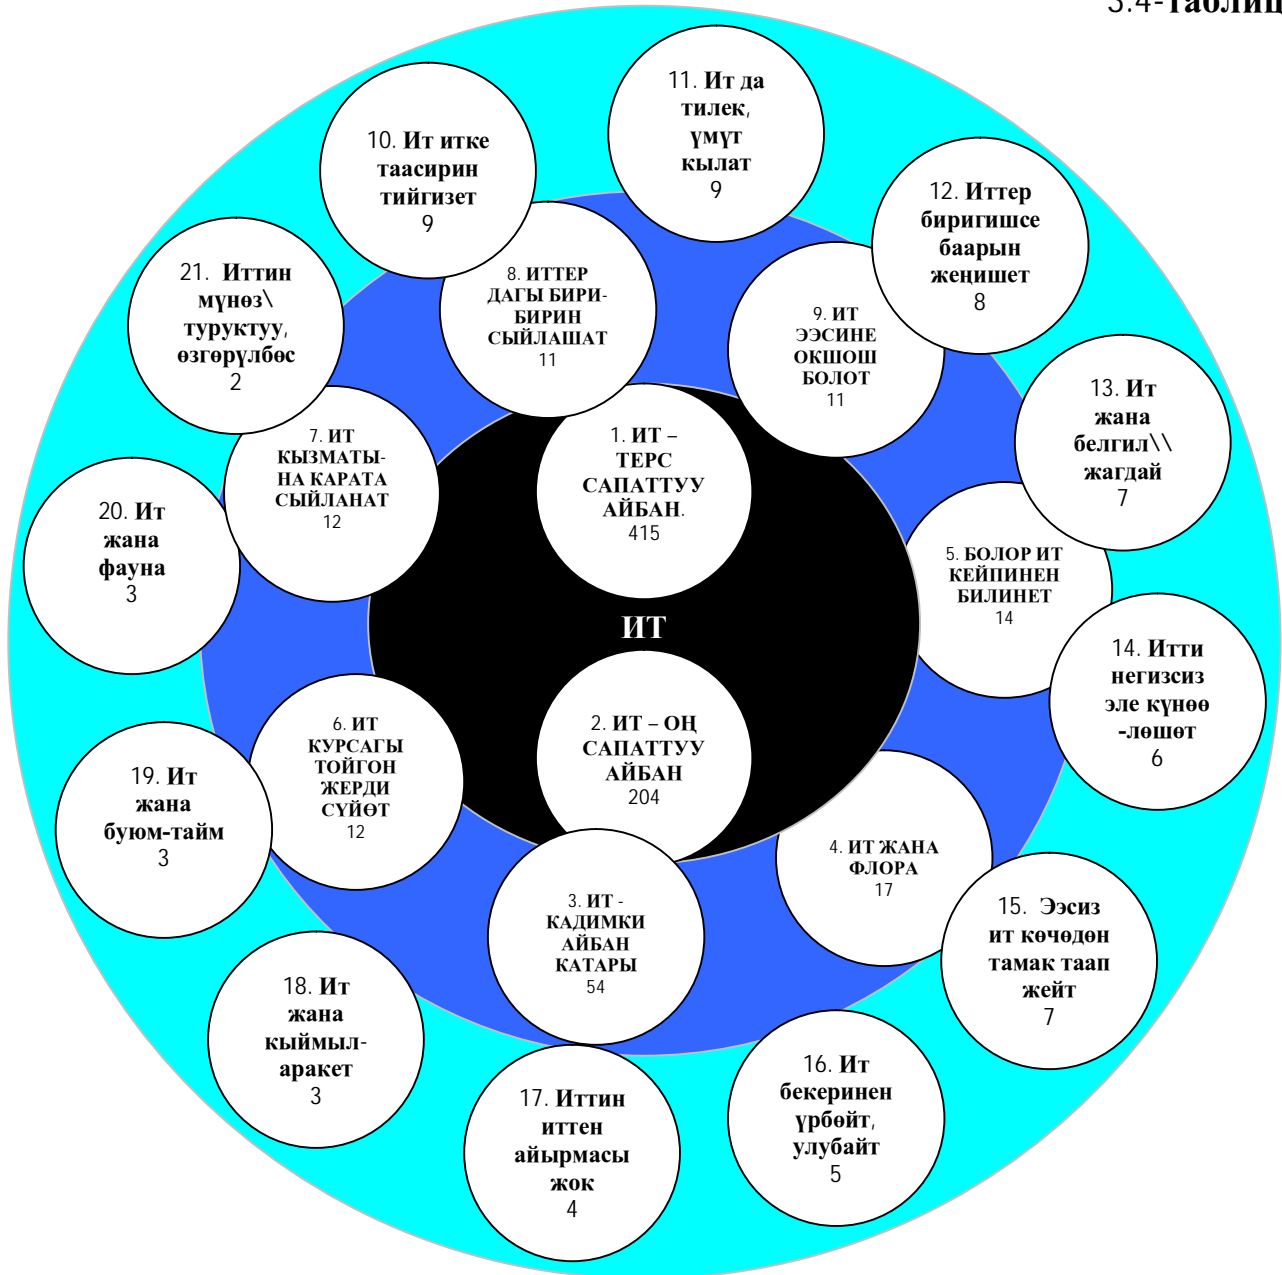 3.4-таблиц
11. Ит да
тилек,
үмүт
кылат
9
10. Ит итке
таасирин
тийгизет
9
12. Иттер
биригишсе
баарын
жеңишет
8
21. Иттин
мүнөз\
туруктуу,
өзгөрүлбөс
2
8. ИТТЕР
ДАГЫ БИРИ-
БИРИН
СЫЙЛАШАТ
11
9. ИТ
ЭЭСИНЕ
ОКШОШ
БОЛОТ
11
13. Ит
жана
белгил\\
жагдай
7
7. ИТ
КЫЗМАТЫ-
НА КАРАТА
СЫЙЛАНАТ
12
1. ИТ –
ТЕРС
САПАТТУУ
АЙБАН.
415
20. Ит
жана
фауна
3
5. БОЛОР ИТ
КЕЙПИНЕН
БИЛИНЕТ
14
ИТ
14. Итти
негизсиз
эле күнөө
-лөшөт
6
6. ИТ
КУРСАГЫ
ТОЙГОН
ЖЕРДИ
СҮЙӨТ
12
2. ИТ – ОҢ
САПАТТУУ
АЙБАН
204
19. Ит
жана
буюм-тайм
3
4. ИТ ЖАНА
ФЛОРА
17
3. ИТ -
КАДИМКИ
АЙБАН
КАТАРЫ
54
15. Ээсиз
ит көчөдөн
тамак таап
жейт
7
18. Ит
жана
кыймыл-
аракет
3
16. Ит
бекеринен
үрбөйт,
улубайт
5
17. Иттин
иттен
айырмасы
жок
4